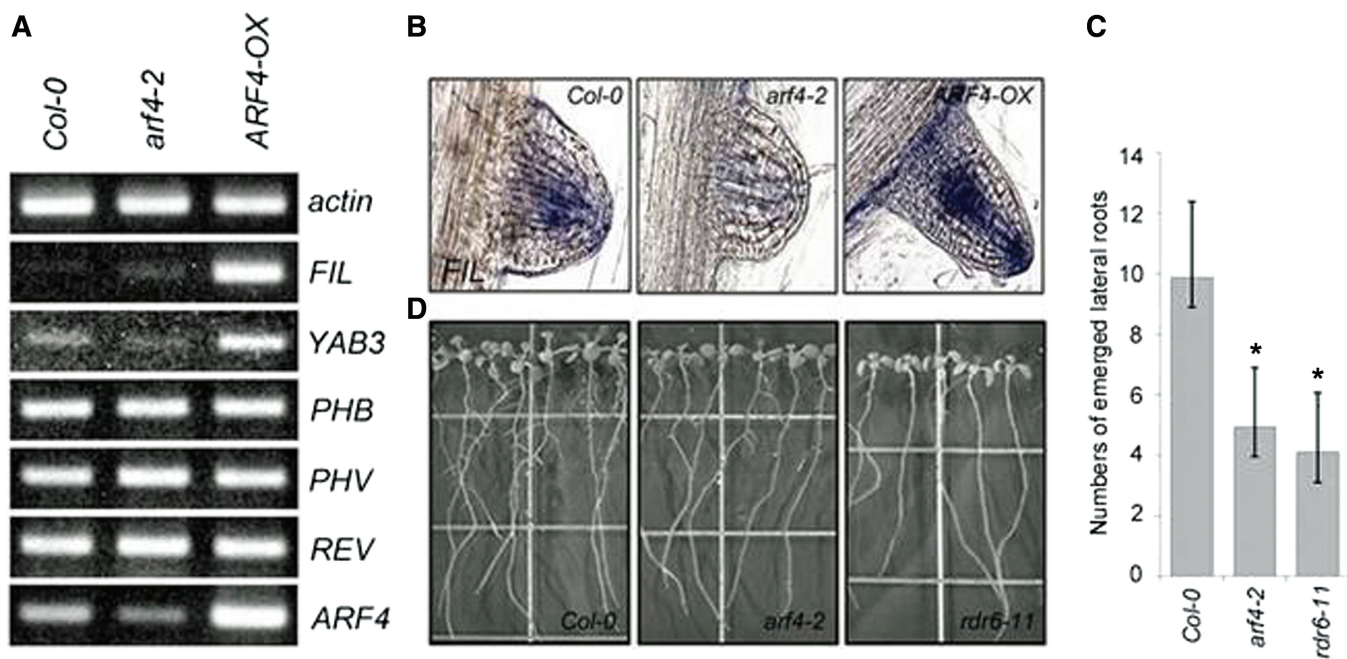 A
Col-0
arf4-2
ARF4-OX
actin
FIL
YAB3
PHB
PHV
REV
ARF4
B
Col-0
arf4-2
ARF4-OX
FIL
C
14
12
10
8
6
4
2
0
Numbers of emerged lateral roots
*
*
Col-0
arf4-2
rdr6-11
D
Col-0
arf4-2
rdr6-11